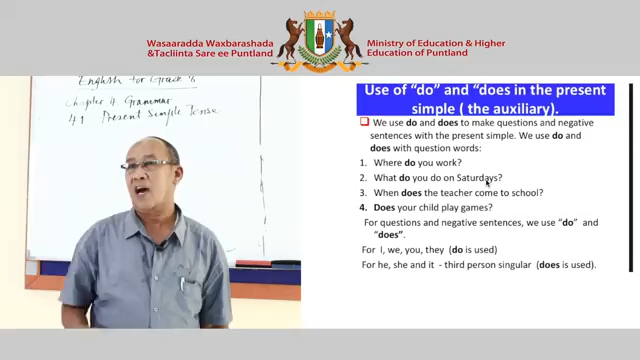 Wasaaradda Waxbarashada
&Tacliinta Sare ee Puntland
Ministry of Education & Higher
Education of Puntland
English for Grade 8
Chapter 4 Grammar
4.1 Present Simple Tense
Use of “do” and “does in the present
simple ( the auxiliary).
We use do and does to make questions and negative
sentences with the present simple. We use do and
does with question words:
1. Where do you work?
2. What do you do on Saturdays?
3. When does the teacher come to school?
4. Does your child play games?
For questions and negative sentences, we use “do” and
“does”.
For I, we, you, they (do is used)
For he, she and it - third person singular (does is used).